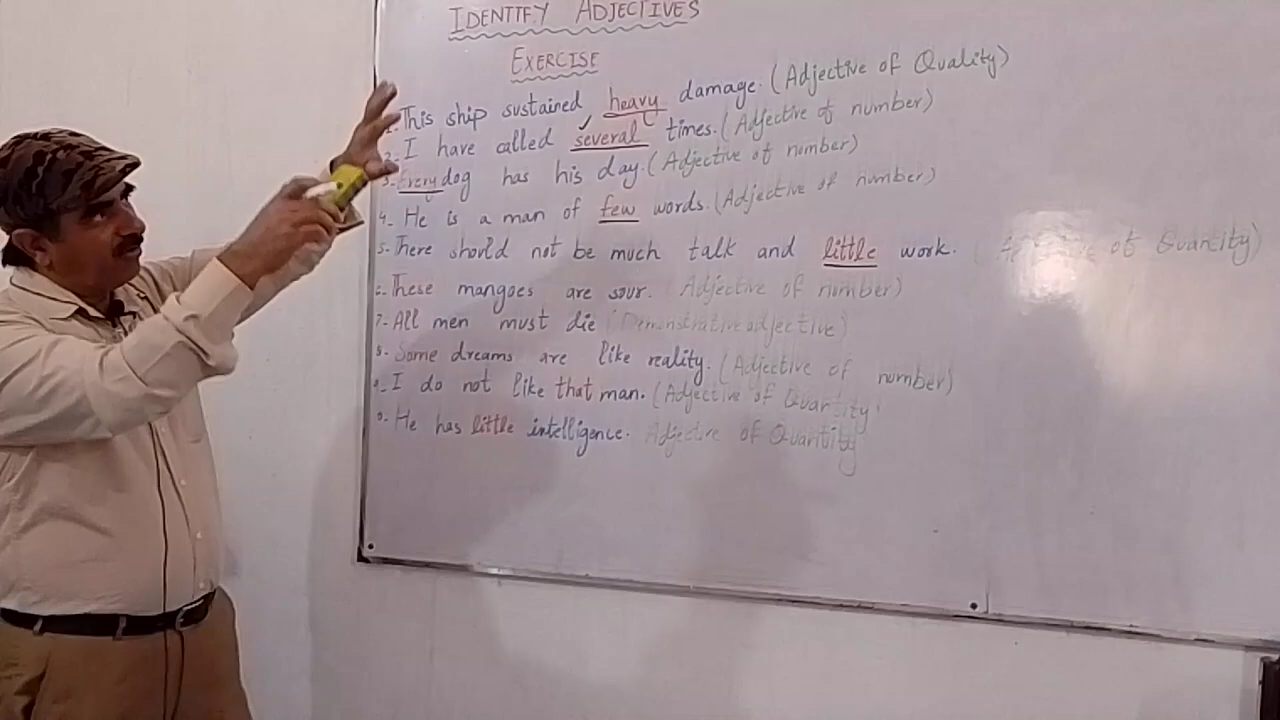 IDENTIFY ADJECTIVES
EXERCISE
1. This ship sustained heavy damage. (Adjective of Quality)
2. I have called several times. (Adjective of number)
3. Every dog has his day. (Adjective of number)
4. He is a man of few words. (Adjective of number)
5. There should not be much talk and little work. ( of Quantity)
6. These mangoes are sour. (Adjective of number)
7. All men must die (Demonstrative adjective)
8. Some dreams are like reality. (Adjective of number)
9. I do not like that man. (Adjective of Quantity
0. He has little intelligence. Adjective of Quantity